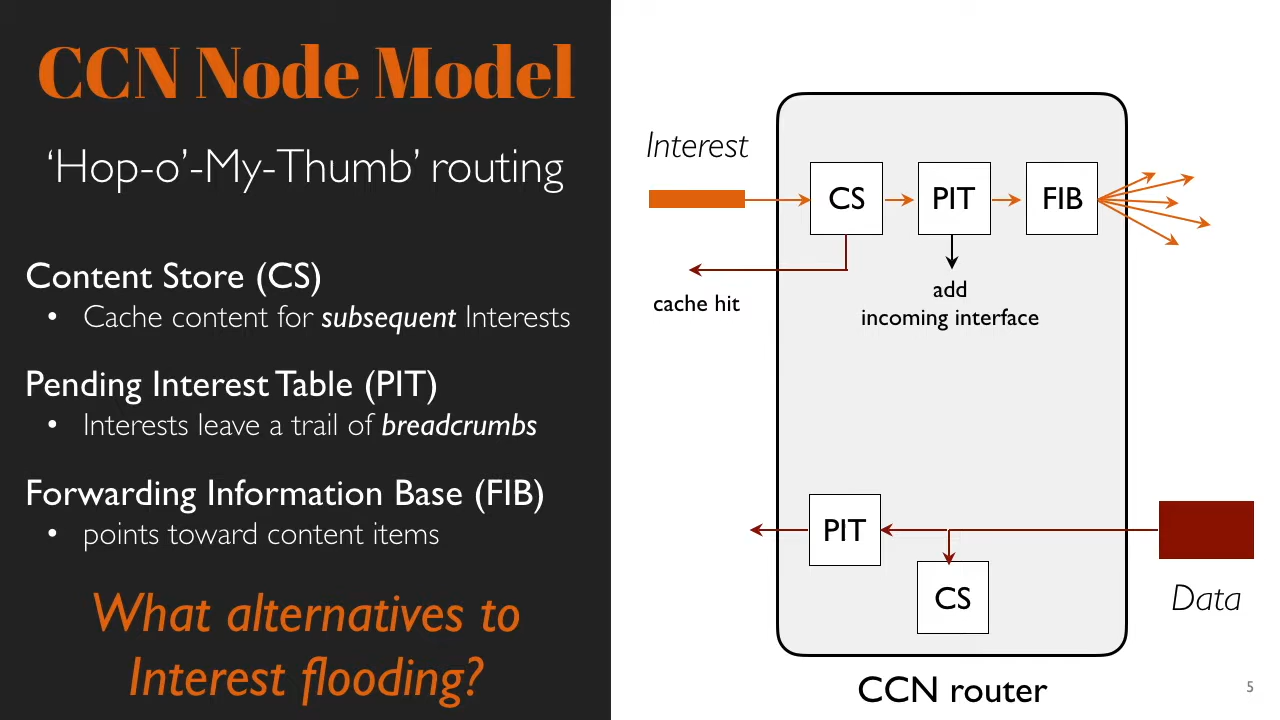 CCN Node Model
‘Hop-o’-My-Thumb’ routing
Content Store (CS)
• Cache content for subsequent Interests
Pending Interest Table (PIT)
• Interests leave a trail of breadcrumbs
Forwarding Information Base (FIB)
• points toward content items
What alternatives to
Interest flooding?
Interest
CS
PIT
FIB
cache hit
add
incoming interface
PIT
CS
Data
CCN router
5